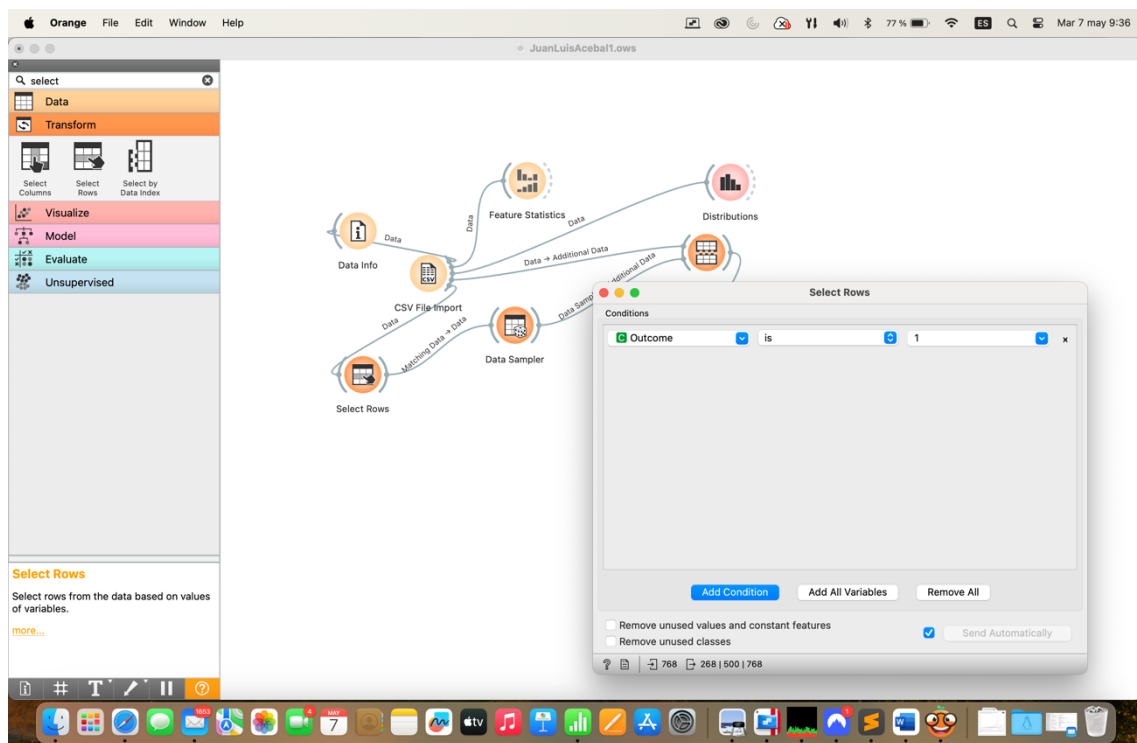 Orange File Edit Window Help
77 %
ES
Mar 7 may 9:36
JuanLuisAcebal1.ows
select
Data
Transform
Select Columns
Select Rows
Select by Data Index
Visualize
Model
Evaluate
Unsupervised
Feature Statistics
Distributions
Data
Data
Data
Data Info
Data → Additional Data
CSV File Import
Data
Matching Data → Data
Data Sampler
Select Rows
Select Rows
Conditions
C Outcome is 1 x
Add Condition Add All Variables Remove All
Remove unused values and constant features
Remove unused classes
Send Automatically
? 768 268 | 500 | 768
Select Rows
Select rows from the data based on values
of variables.
more...
# T ?
1653
4
MAY
7
tv
1
W